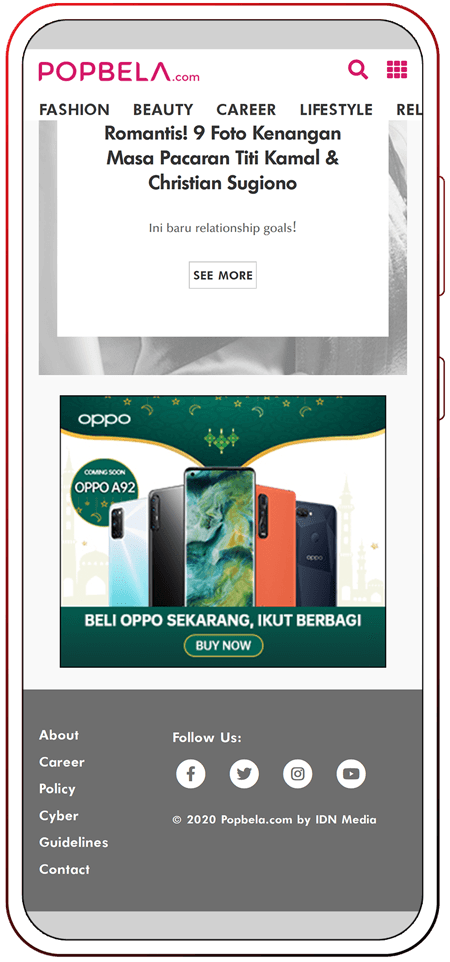 POPBELA.com
FASHION BEAUTY CAREER LIFESTYLE REL
Romantis! 9 Foto Kenangan
Masa Pacaran Titi Kamal &
Christian Sugiono
Ini baru relationship goals!
SEE MORE
oppo
COMING SOON
OPPO A92
oppo
BELI OPPO SEKARANG, IKUT BERBAGI
BUY NOW
About
Career
Policy
Cyber
Guidelines
Contact
Follow Us:
© 2020 Popbela.com by IDN Media